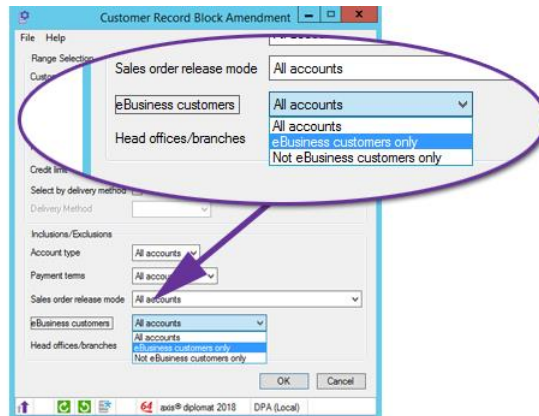 Customer Record Block Amendment
File Help
Range Selection
Sales order release mode All accounts
eBusiness customers All accounts
All accounts
eBusiness customers only
Head offices/branches
Not eBusiness customers only
Credit limit
Select by delivery method
Delivery Method
Inclusions/Exclusions
Account type All accounts
Payment terms All accounts
Sales order release mode All accounts
eBusiness customers All accounts
All accounts
eBusiness customers only
Head offices/branches
Not eBusiness customers only
OK Cancel
64 axis® diplomat 2018 DPA (Local)